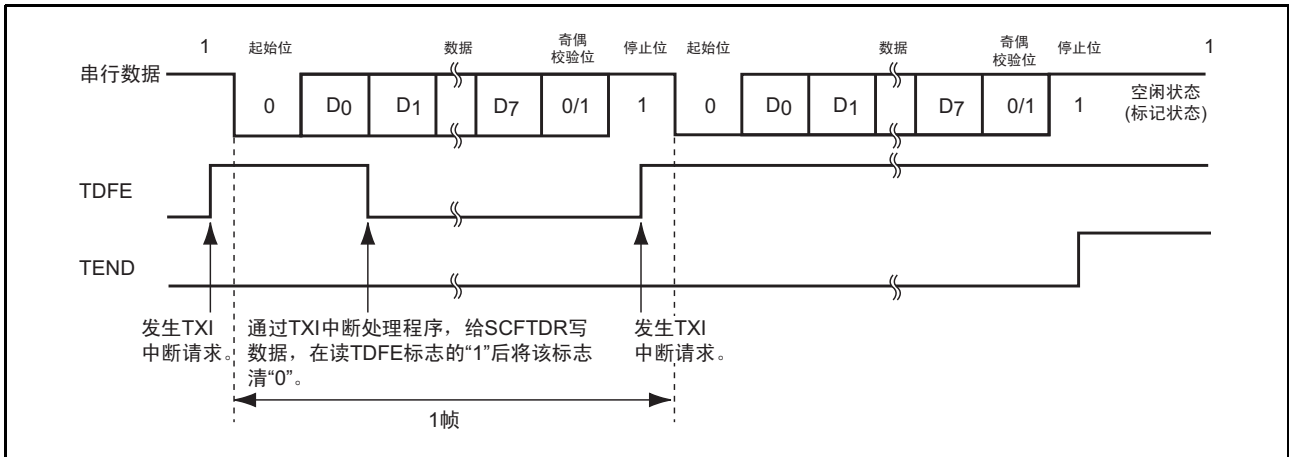 1 起始位 数据 奇偶校验位 停止位 起始位 数据 奇偶校验位 停止位 1
串行数据 0 D0 D1 D7 0/1 1 0 D0 D1 D7 0/1 1 空闲状态
(标记状态)
TDFE
TEND
发生TXI
中断请求。
通过TXI中断处理程序，给SCFTDR写
数据，在读TDFE标志的“1”后将该标志
清“0”。
发生TXI
中断请求。
1帧